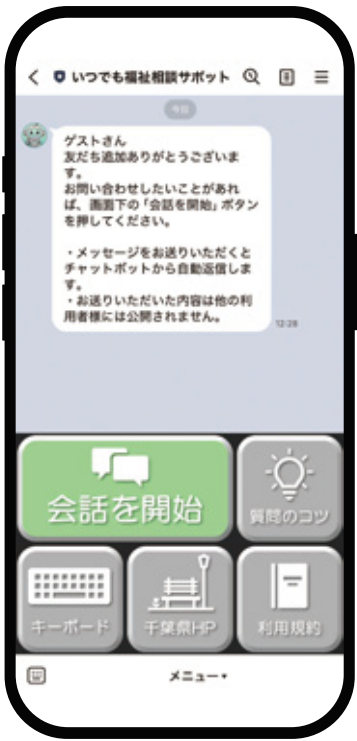 いつでも福祉相談サポット
今日
ゲストさん
友だち追加ありがとうございま
す。
お問い合わせしたいことがあれ
ば、画面下の「会話を開始」ボタン
を押してください。
・メッセージをお送りいただくと
チャットボットから自動返信しま
す。
・お送りいただいた内容は他の利
用者様には公開されません。
12:28
会話を開始
質問のコツ
キーボード
千葉県HP
利用規約
メニュー▾